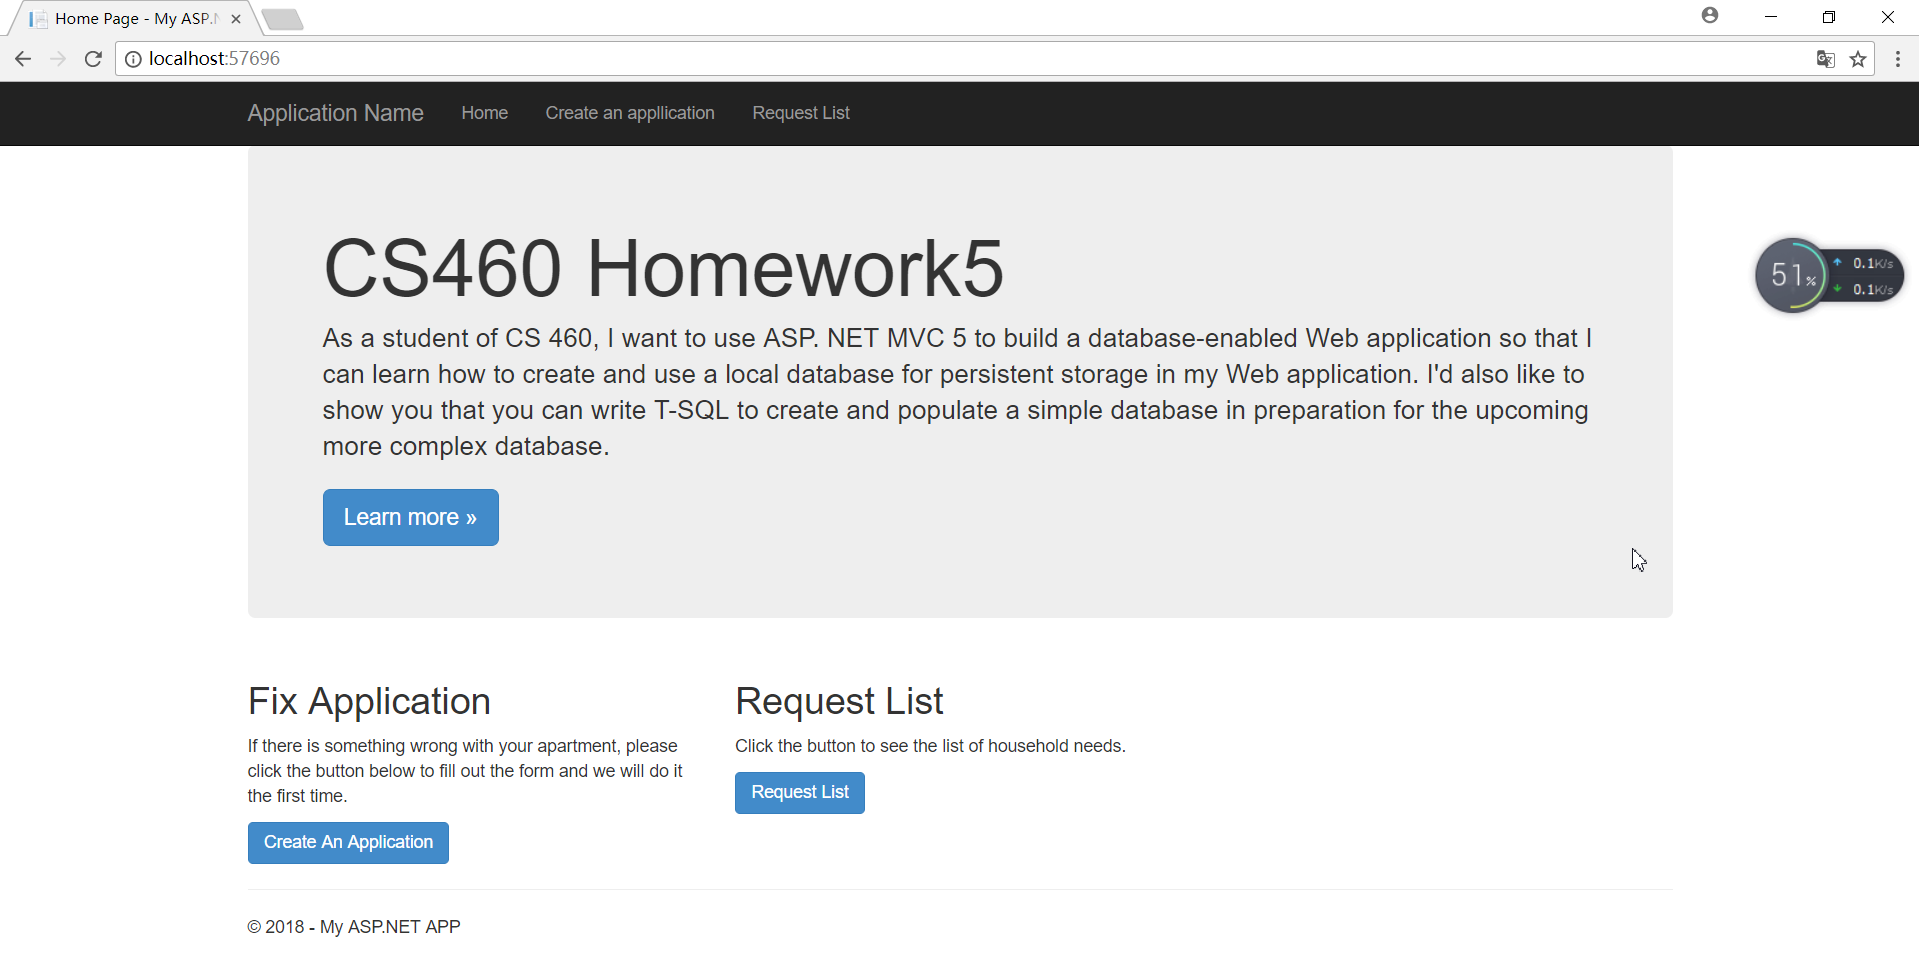 Home Page - My ASP.N
localhost:57696
Application Name Home Create an appllication Request List
CS460 Homework5
As a student of CS 460, I want to use ASP. NET MVC 5 to build a database-enabled Web application so that I
can learn how to create and use a local database for persistent storage in my Web application. I'd also like to
show you that you can write T-SQL to create and populate a simple database in preparation for the upcoming
more complex database.
Learn more »
51%
0.1K/s
0.1K/s
Fix Application
If there is something wrong with your apartment, please
click the button below to fill out the form and we will do it
the first time.
Create An Application
Request List
Click the button to see the list of household needs.
Request List
© 2018 - My ASP.NET APP